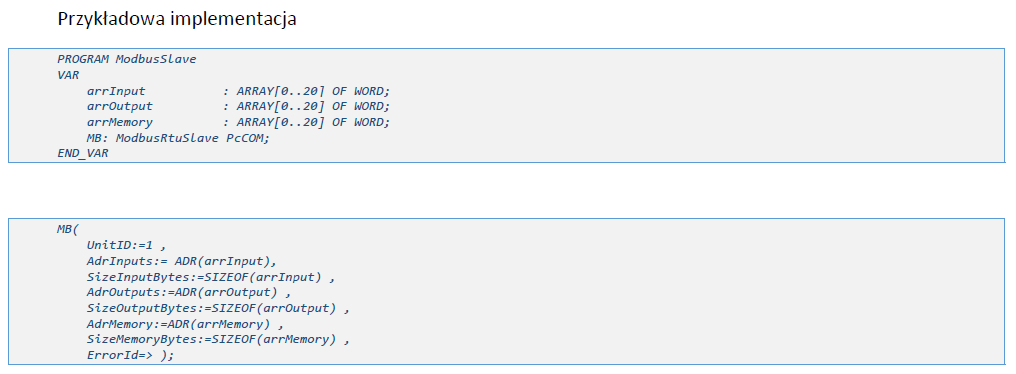 Przykładowa implementacja
PROGRAM ModbusSlave
VAR
arrInput : ARRAY[0..20] OF WORD;
arrOutput : ARRAY[0..20] OF WORD;
arrMemory : ARRAY[0..20] OF WORD;
MB: ModbusRtuSlave PcCOM;
END_VAR
MB(
UnitID:=1 ,
AdrInputs:= ADR(arrInput),
SizeInputBytes:=SIZEOF(arrInput) ,
AdrOutputs:=ADR(arrOutput) ,
SizeOutputBytes:=SIZEOF(arrOutput) ,
AdrMemory:=ADR(arrMemory) ,
SizeMemoryBytes:=SIZEOF(arrMemory) ,
ErrorId=> );